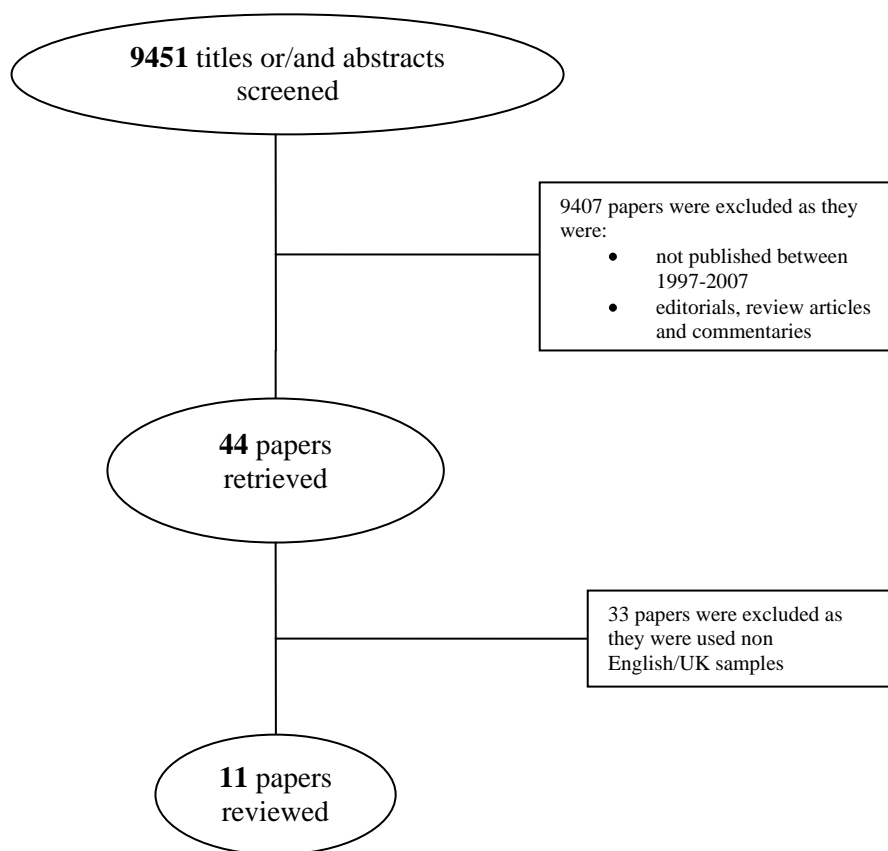 9451 titles or/and abstracts
screened
9407 papers were excluded as they
were:
• not published between
1997-2007
• editorials, review articles
and commentaries
44 papers
retrieved
33 papers were excluded as
they were used non
English/UK samples
11 papers
reviewed